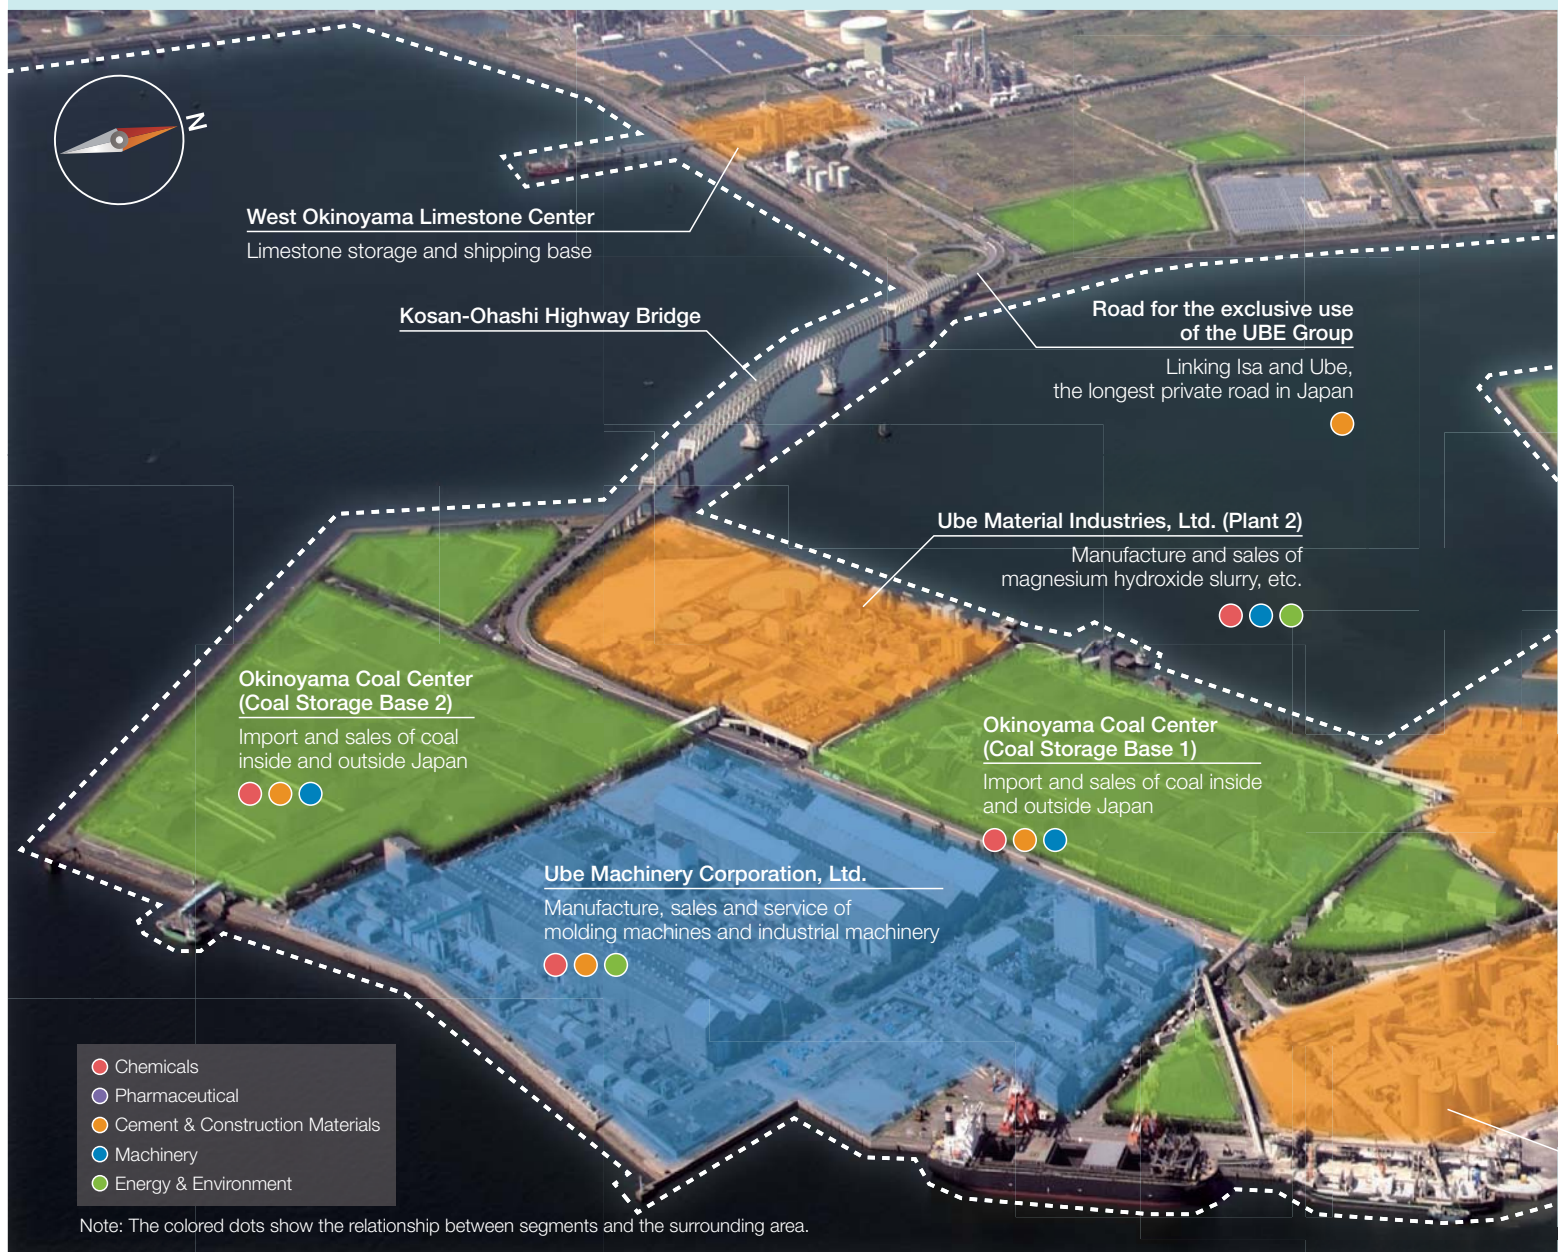 N
West Okinoyama Limestone Center
Limestone storage and shipping base
Kosan-Ohashi Highway Bridge
Road for the exclusive use
of the UBE Group
Linking Isa and Ube,
the longest private road in Japan
Ube Material Industries, Ltd. (Plant 2)
Manufacture and sales of
magnesium hydroxide slurry, etc.
Okinoyama Coal Center
(Coal Storage Base 2)
Import and sales of coal
inside and outside Japan
Okinoyama Coal Center
(Coal Storage Base 1)
Import and sales of coal inside
and outside Japan
Ube Machinery Corporation, Ltd.
Manufacture, sales and service of
molding machines and industrial machinery
Chemicals
Pharmaceutical
Cement & Construction Materials
Machinery
Energy & Environment
Note: The colored dots show the relationship between segments and the surrounding area.